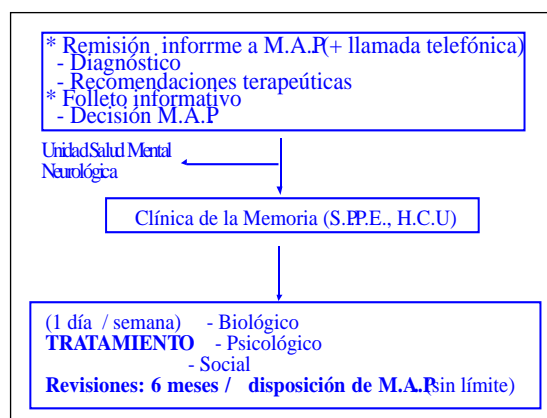 * Remisión inforrme a M.A.P(+ llamada telefónica)
- Diagnóstico
- Recomendaciones terapeúticas
* Folleto informativo
- Decisión M.A.P
Unidad Salud Mental
Neurológica
Clínica de la Memoria (S.P.P.E., H.C.U)
(1 día / semana) - Biológico
TRATAMIENTO - Psicológico
- Social
Revisiones: 6 meses / disposición de M.A.P.(sin límite)